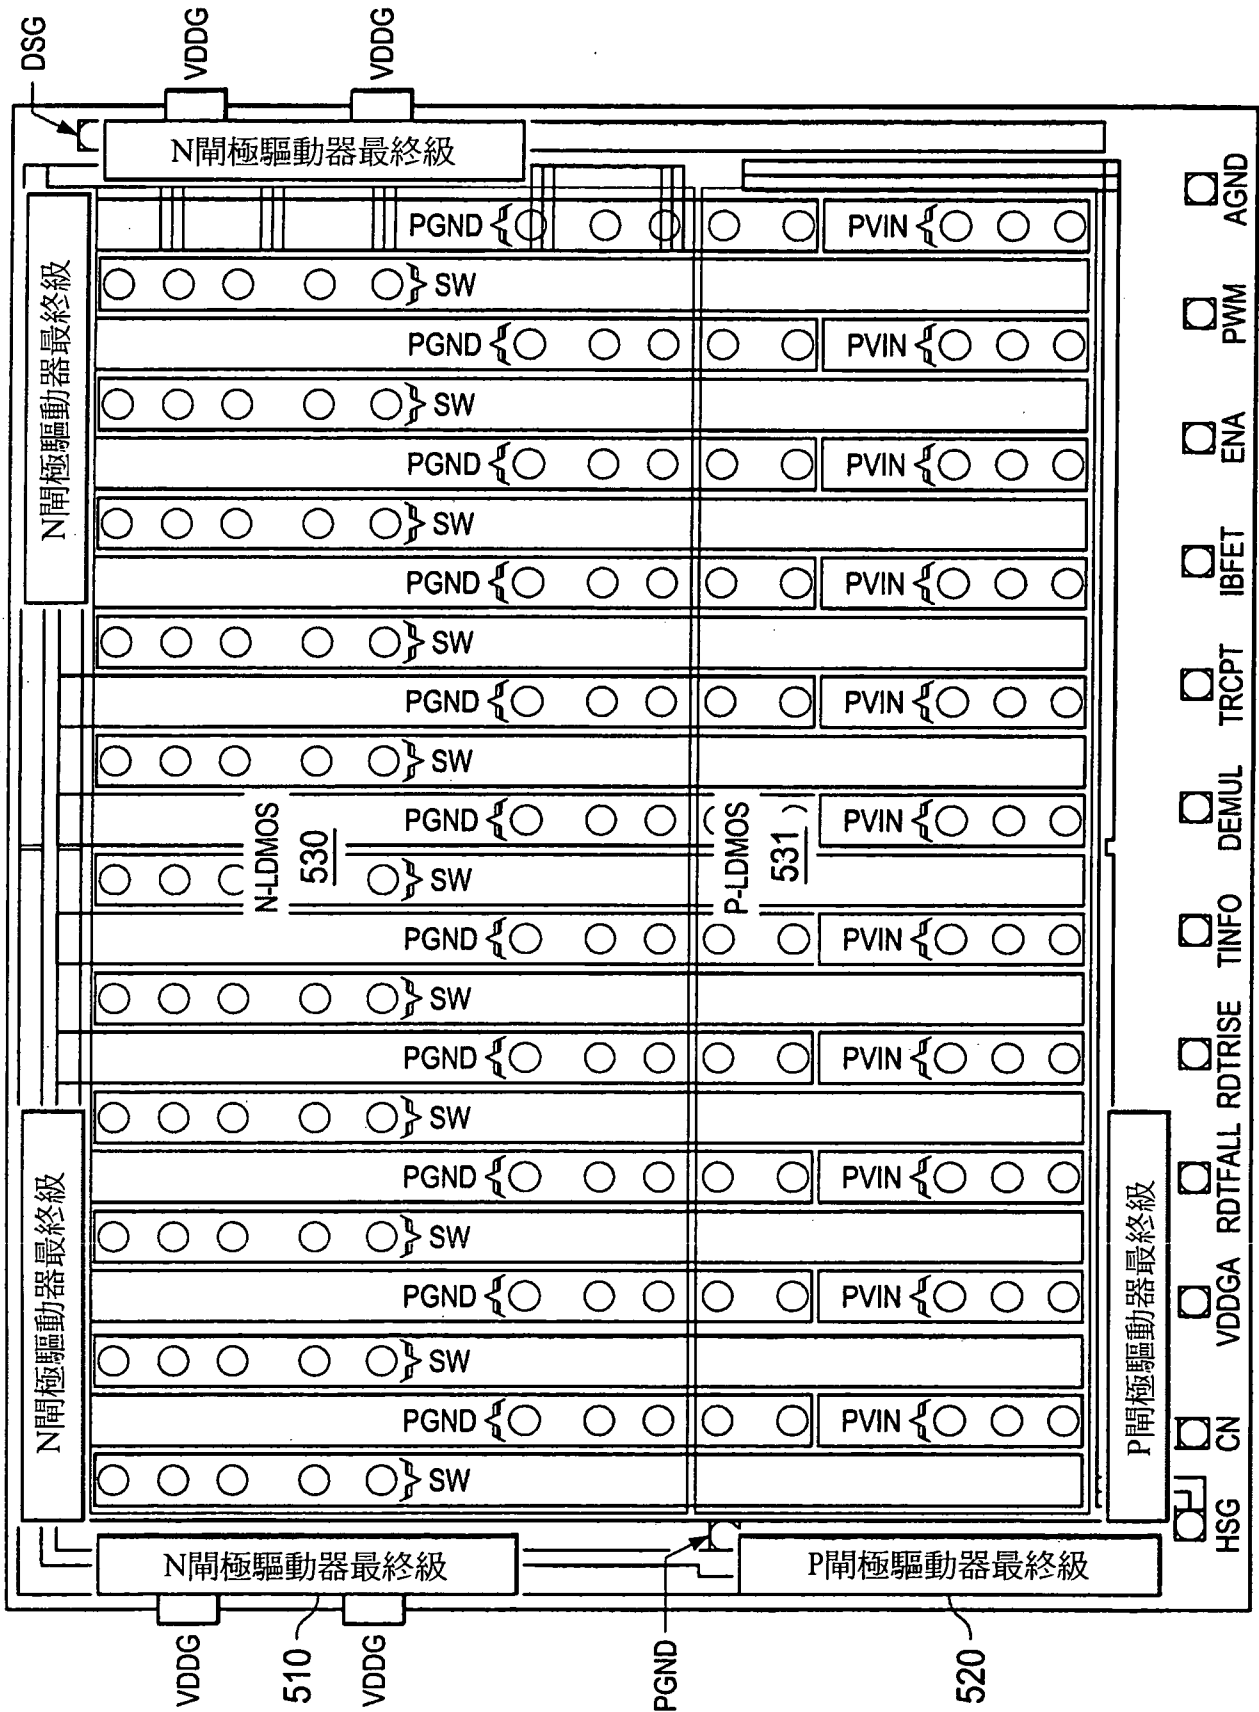 DSG
N閘極驅動器最終級
N閘極驅動器最終級
VDDG
VDDG
N-LDMOS
530
510
N閘極驅動器最終級
N閘極驅動器最終級
VDDG
VDDG
SW
SW
SW
SW
SW
SW
SW
SW
SW
SW
SW
PGND
PGND
PGND
PGND
PGND
PGND
PGND
PGND
PGND
PGND
PGND
PGND
P-LDMOS
531
PVIN
PVIN
PVIN
PVIN
PVIN
PVIN
PVIN
PVIN
PVIN
PVIN
PVIN
P閘極驅動器最終級
520
P閘極驅動器最終級
HSG
CN
VDDGA
RDTFALL
RDTRISE
TINFO
DEMUL
TRCPT
IBFET
ENA
PWM
AGND